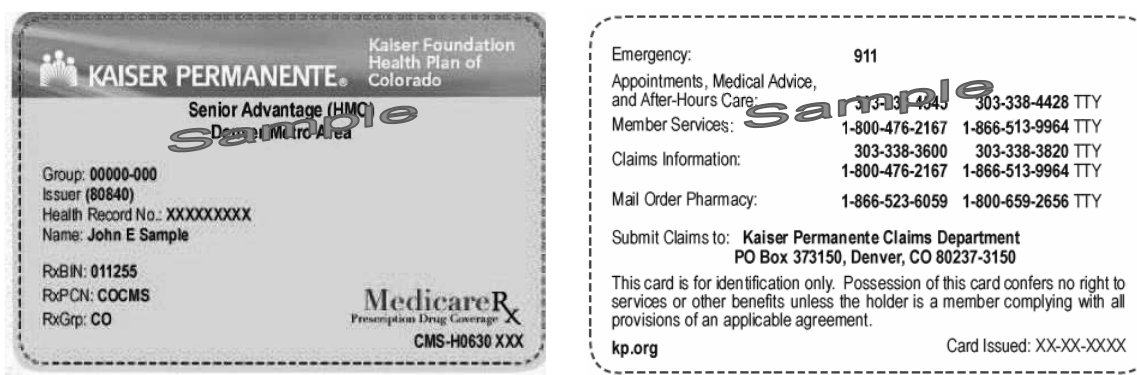 KAISER PERMANENTE®
Kaiser Foundation
Health Plan of
Colorado
Senior Advantage (HMO)
Denver Metro Area
Sample
Group: 00000-000
Issuer (80840)
Health Record No.: XXXXXXXXX
Name: John E Sample
RxBIN: 011255
RxPCN: COCMS
RxGrp: CO
MedicareRx
Prescription Drug Coverage
CMS-H0630 XXX
Emergency: 911
Appointments, Medical Advice,
and After-Hours Care: 303-338-4428 TTY
Sample
Member Services: 1-800-476-2167 1-866-513-9964 TTY
Claims Information: 303-338-3600 303-338-3820 TTY
1-800-476-2167 1-866-513-9964 TTY
Mail Order Pharmacy: 1-866-523-6059 1-800-659-2656 TTY
Submit Claims to: Kaiser Permanente Claims Department
PO Box 373150, Denver, CO 80237-3150
This card is for identification only. Possession of this card confers no right to
services or other benefits unless the holder is a member complying with all
provisions of an applicable agreement.
kp.org Card Issued: XX-XX-XXXX